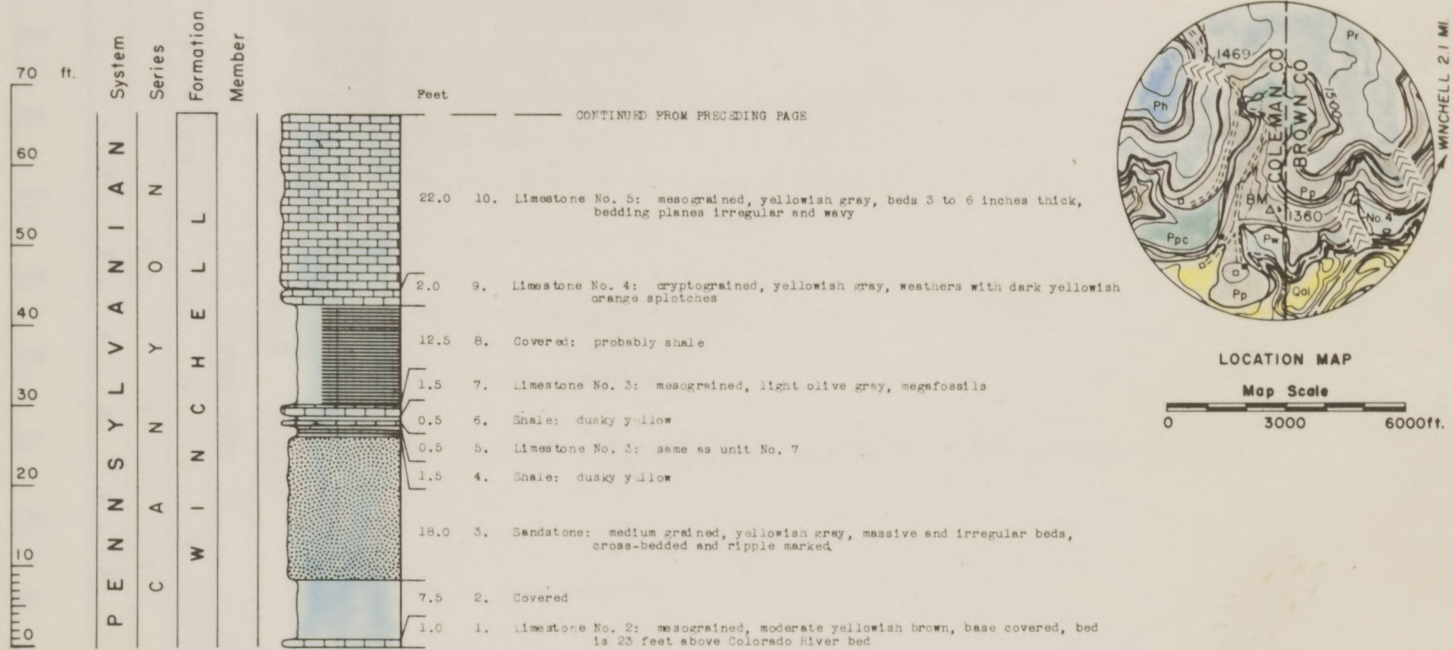 70 ft.
60
50
40
30
20
10
0
System
Series
Formation
Member
PENNSYLVANIAN
CANYON
WINCHELL
Feet
CONTINUED FROM PRECEDING PAGE
22.0 10. Limestone No. 5: mesograined, yellowish gray, beds 3 to 6 inches thick,
bedding planes irregular and wavy
2.0 9. Limestone No. 4: cryptograined, yellowish gray, weathers with dark yellowish
orange splotches
12.5 8. Covered: probably shale
1.5 7. Limestone No. 3: mesograined, light olive gray, megafossils
0.5 6. Shale: dusky yellow
0.5 5. Limestone No. 3: same as unit No. 7
1.5 4. Shale: dusky yellow
18.0 3. Sandstone: medium grained, yellowish gray, massive and irregular beds,
cross-bedded and ripple marked.
7.5 2. Covered
1.0 1. Limestone No. 2: mesograined, moderate yellowish brown, base covered, bed
is 23 feet above Colorado River bed
1469
Pr
Ph
COLEMAN CO
BROWN CO
1500
WINCHELL 2.1 MI.
Pp
BM
1360
No. 4
Ppc
Pw
Pp
Qal
LOCATION MAP
Map Scale
0 3000 6000ft.